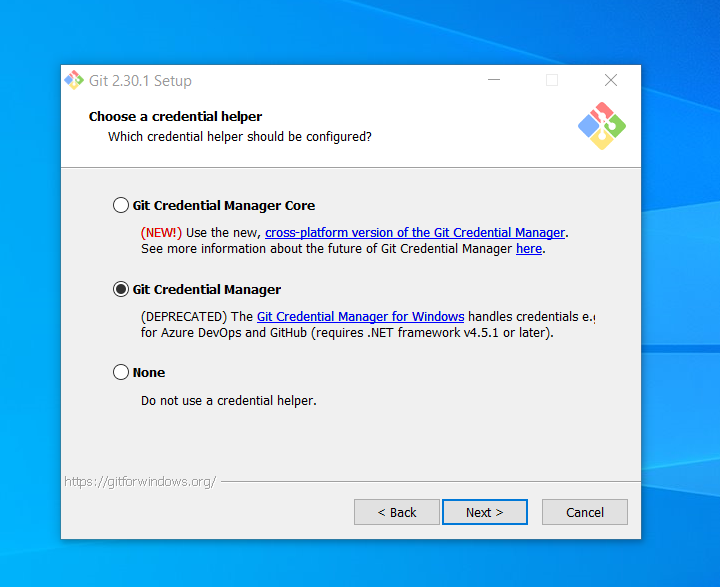 Git 2.30.1 Setup
Choose a credential helper
Which credential helper should be configured?
Git Credential Manager Core
(NEW!) Use the new, cross-platform version of the Git Credential Manager.
See more information about the future of Git Credential Manager here.
Git Credential Manager
(DEPRECATED) The Git Credential Manager for Windows handles credentials e.g
for Azure DevOps and GitHub (requires .NET framework v4.5.1 or later).
None
Do not use a credential helper.
https://gitforwindows.org/
< Back Next > Cancel